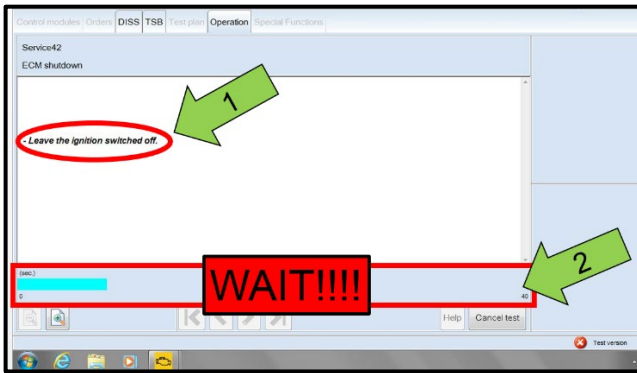 Control modules Orders DISS TSB Test plan Operation Special Functions
Service42
ECM shutdown
1
- Leave the ignition switched off.
2
(sec.)
WAIT!!!!
0 40
Help Cancel test
Test version